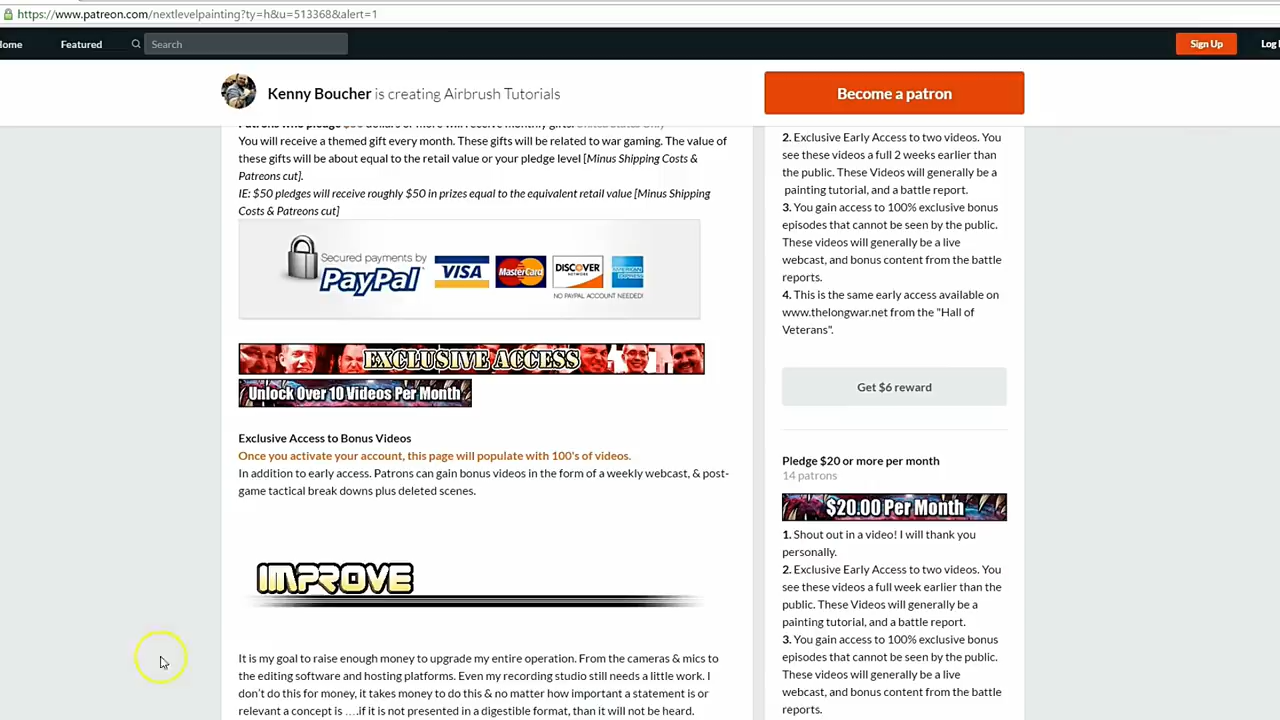 https://www.patreon.com/nextlevelpainting?ty=h&u=513368&alert=1
Home Featured Search Sign Up Log
Kenny Boucher is creating Airbrush Tutorials
Become a patron
You will receive a themed gift every month. These gifts will be related to war gaming. The value of
these gifts will be about equal to the retail value or your pledge level [Minus Shipping Costs &
Patreons cut].
IE: $50 pledges will receive roughly $50 in prizes equal to the equivalent retail value [Minus Shipping
Costs & Patreons cut]
Secured payments by
PayPal VISA MasterCard DISCOVER NETWORK AMERICAN EXPRESS
NO PAYPAL ACCOUNT NEEDED!
EXCLUSIVE ACCESS
Unlock Over 10 Videos Per Month
Exclusive Access to Bonus Videos
Once you activate your account, this page will populate with 100's of videos.
In addition to early access. Patrons can gain bonus videos in the form of a weekly webcast, & post-
game tactical break downs plus deleted scenes.
IMPROVE
It is my goal to raise enough money to upgrade my entire operation. From the cameras & mics to
the editing software and hosting platforms. Even my recording studio still needs a little work. I
don't do this for money, it takes money to do this & no matter how important a statement is or
relevant a concept is ....if it is not presented in a digestible format, than it will not be heard.
2. Exclusive Early Access to two videos. You
see these videos a full 2 weeks earlier than
the public. These Videos will generally be a
painting tutorial, and a battle report.
3. You gain access to 100% exclusive bonus
episodes that cannot be seen by the public.
These videos will generally be a live
webcast, and bonus content from the battle
reports.
4. This is the same early access available on
www.thelongwar.net from the "Hall of
Veterans".
Get $6 reward
Pledge $20 or more per month
14 patrons
$20.00 Per Month
1. Shout out in a video! I will thank you
personally.
2. Exclusive Early Access to two videos. You
see these videos a full week earlier than the
public. These Videos will generally be a
painting tutorial, and a battle report.
3. You gain access to 100% exclusive bonus
episodes that cannot be seen by the public.
These videos will generally be a live
webcast, and bonus content from the battle
reports.